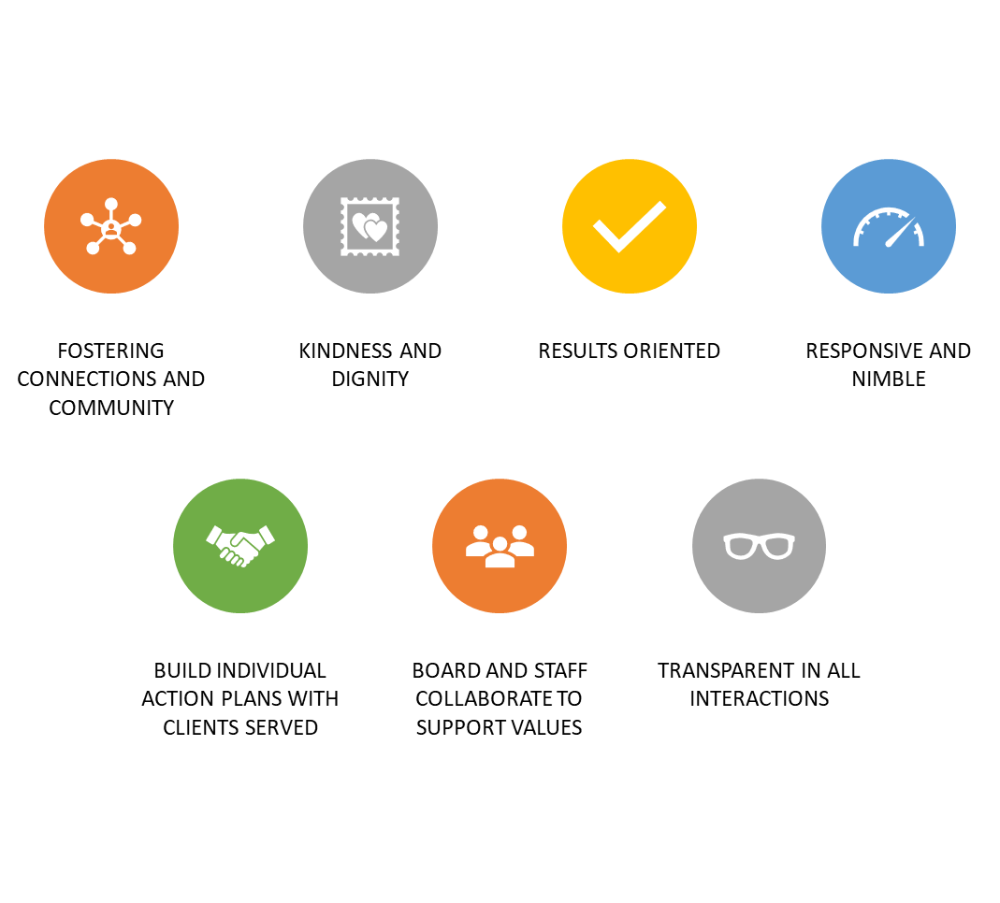 FOSTERING
CONNECTIONS AND
COMMUNITY
KINDNESS AND
DIGNITY
RESULTS ORIENTED
RESPONSIVE AND
NIMBLE
BUILD INDIVIDUAL
ACTION PLANS WITH
CLIENTS SERVED
BOARD AND STAFF
COLLABORATE TO
SUPPORT VALUES
TRANSPARENT IN ALL
INTERACTIONS